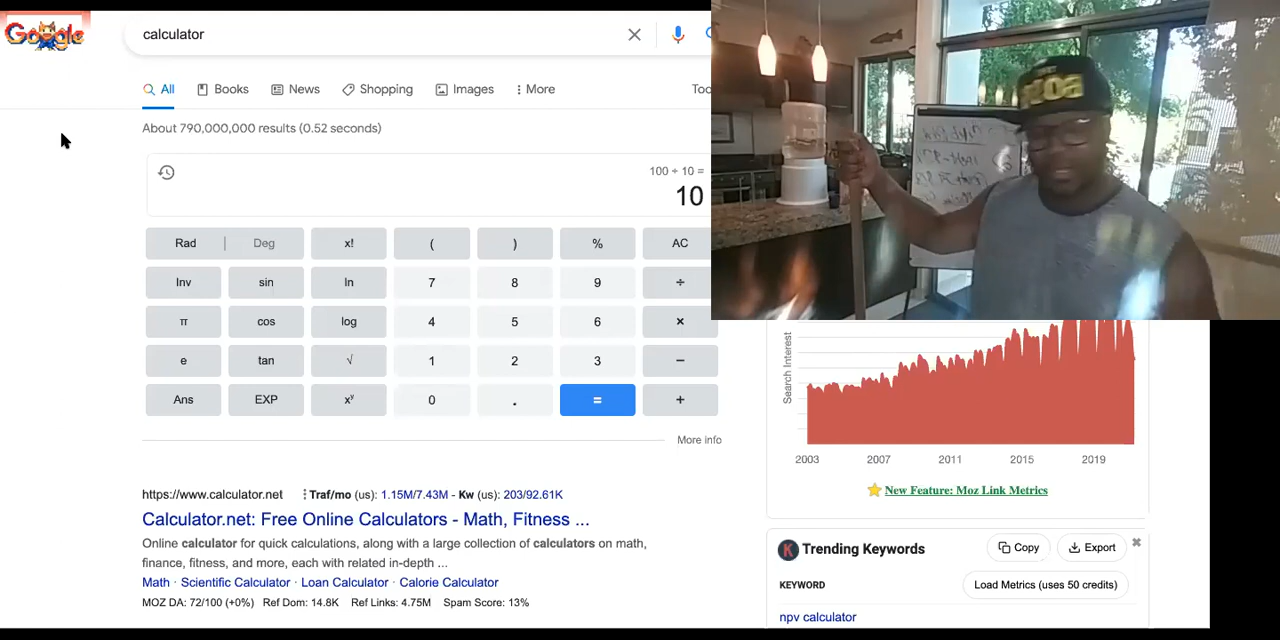 Google
calculator
All
Books
News
Shopping
Images
More
Too
About 790,000,000 results (0.52 seconds)
100 ÷ 10 =
10
Rad | Deg x! ( ) % AC
Inv sin ln 7 8 9 ÷
π cos log 4 5 6 ×
e tan √ 1 2 3 −
Ans EXP xʸ 0 . = +
More info
https://www.calculator.net Traf/mo (us): 1.15M/7.43M - Kw (us): 203/92.61K
Calculator.net: Free Online Calculators - Math, Fitness ...
Online calculator for quick calculations, along with a large collection of calculators on math,
finance, fitness, and more, each with related in-depth ...
Math · Scientific Calculator · Loan Calculator · Calorie Calculator
MOZ DA: 72/100 (+0%) Ref Dom: 14.8K Ref Links: 4.75M Spam Score: 13%
Search Interest
2003 2007 2011 2015 2019
New Feature: Moz Link Metrics
K Trending Keywords
Copy
Export
KEYWORD
Load Metrics (uses 50 credits)
npv calculator